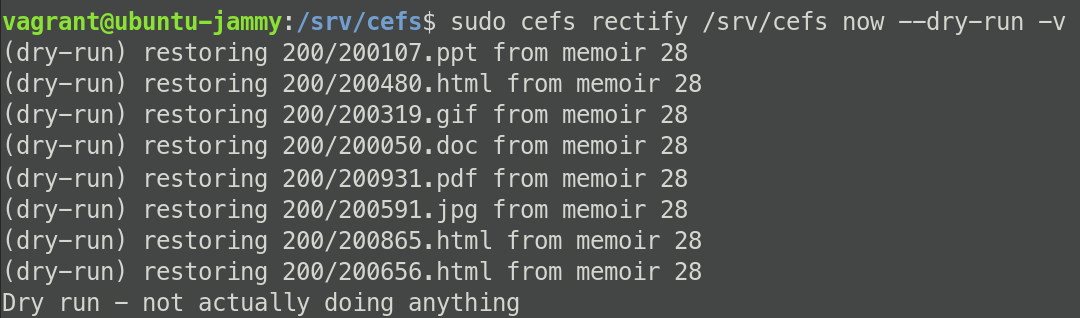 vagrant@ubuntu-jammy:/srv/cefs$ sudo cefs rectify /srv/cefs now --dry-run -v
(dry-run) restoring 200/200107.ppt from memoir 28
(dry-run) restoring 200/200480.html from memoir 28
(dry-run) restoring 200/200319.gif from memoir 28
(dry-run) restoring 200/200050.doc from memoir 28
(dry-run) restoring 200/200931.pdf from memoir 28
(dry-run) restoring 200/200591.jpg from memoir 28
(dry-run) restoring 200/200865.html from memoir 28
(dry-run) restoring 200/200656.html from memoir 28
Dry run - not actually doing anything